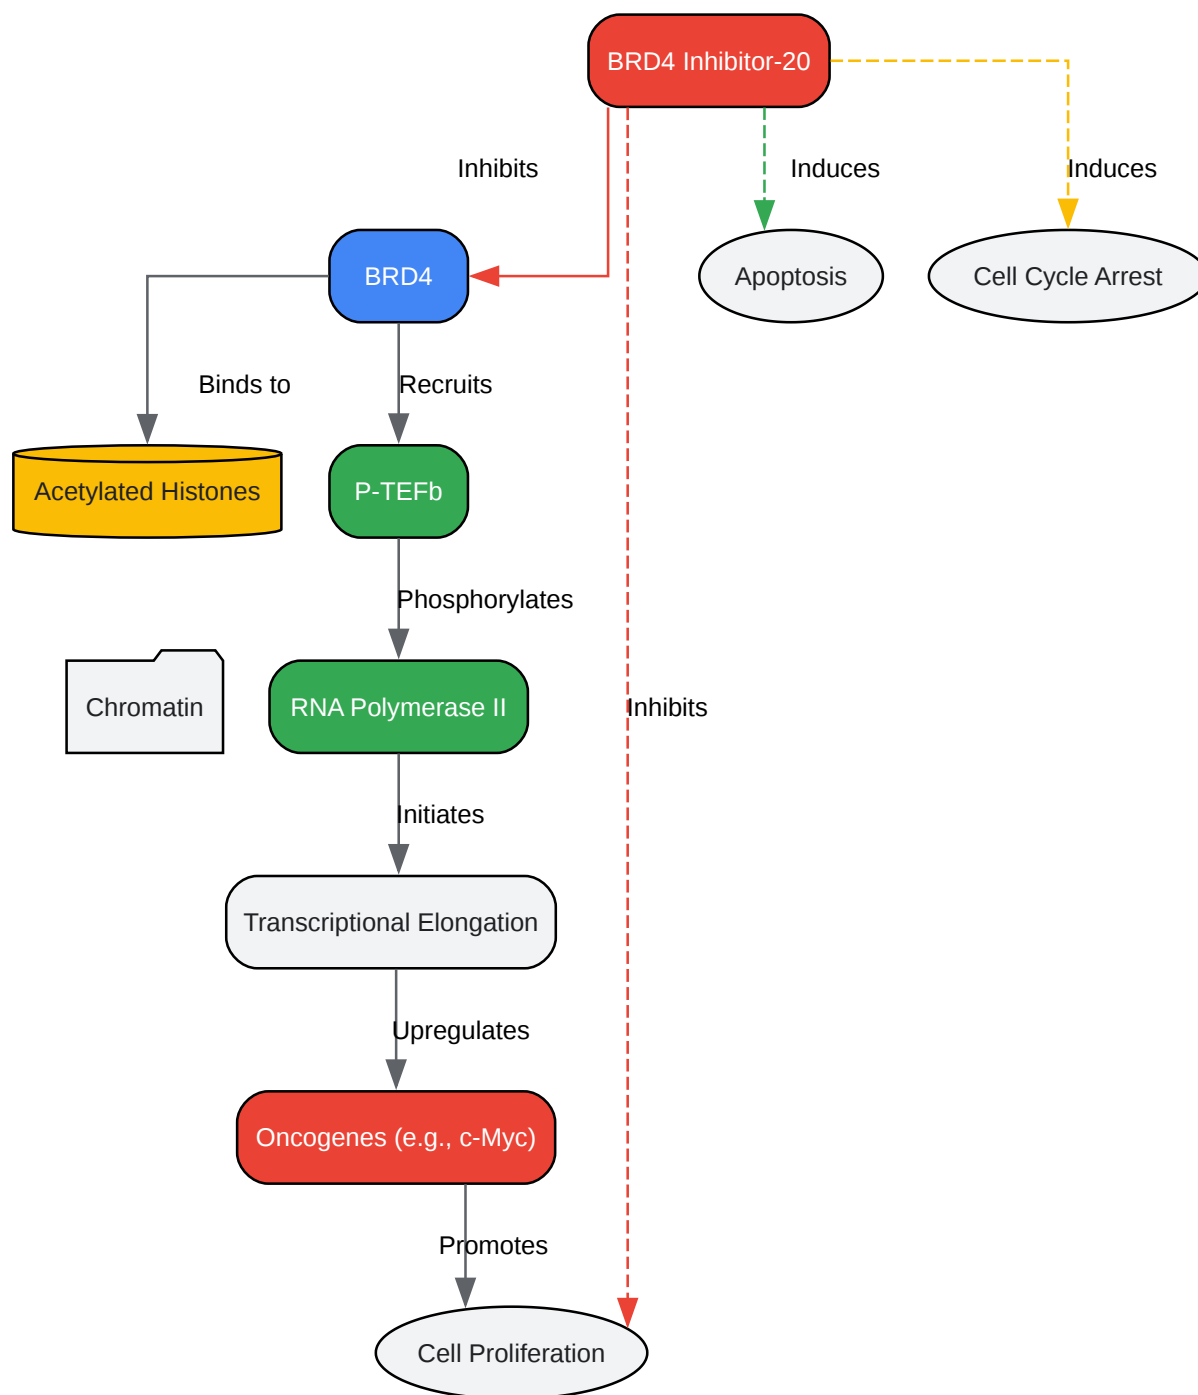 BRD4 Inhibitor-20
Inhibits
Induces
Induces
BRD4
Apoptosis
Cell Cycle Arrest
Binds to
Recruits
Acetylated Histones
P-TEFb
Phosphorylates
Chromatin
RNA Polymerase II
Inhibits
Initiates
Transcriptional Elongation
Upregulates
Oncogenes (e.g., c-Myc)
Promotes
Cell Proliferation